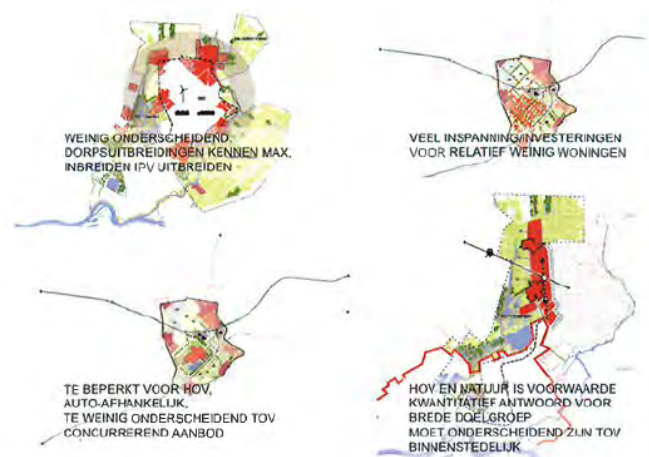 WEINIG ONDERSCHEIDEND,
DORPSUITBREIDINGEN KENNEN MAX.
INBREIDEN IPV UITBREIDEN
VEEL INSPANNING/INVESTERINGEN
VOOR RELATIEF WEINIG WONINGEN
TE BEPERKT VOOR HOV,
AUTO-AFHANKELIJK,
TE WEINIG ONDERSCHEIDEND TOV
CONCURREREND AANBOD
HOV EN NATUUR IS VOORWAARDE
KWANTITATIEF ANTWOORD VOOR
BREDE DOELGROEP
MOET ONDERSCHEIDEND ZIJN TOV
BINNENSTEDELIJK